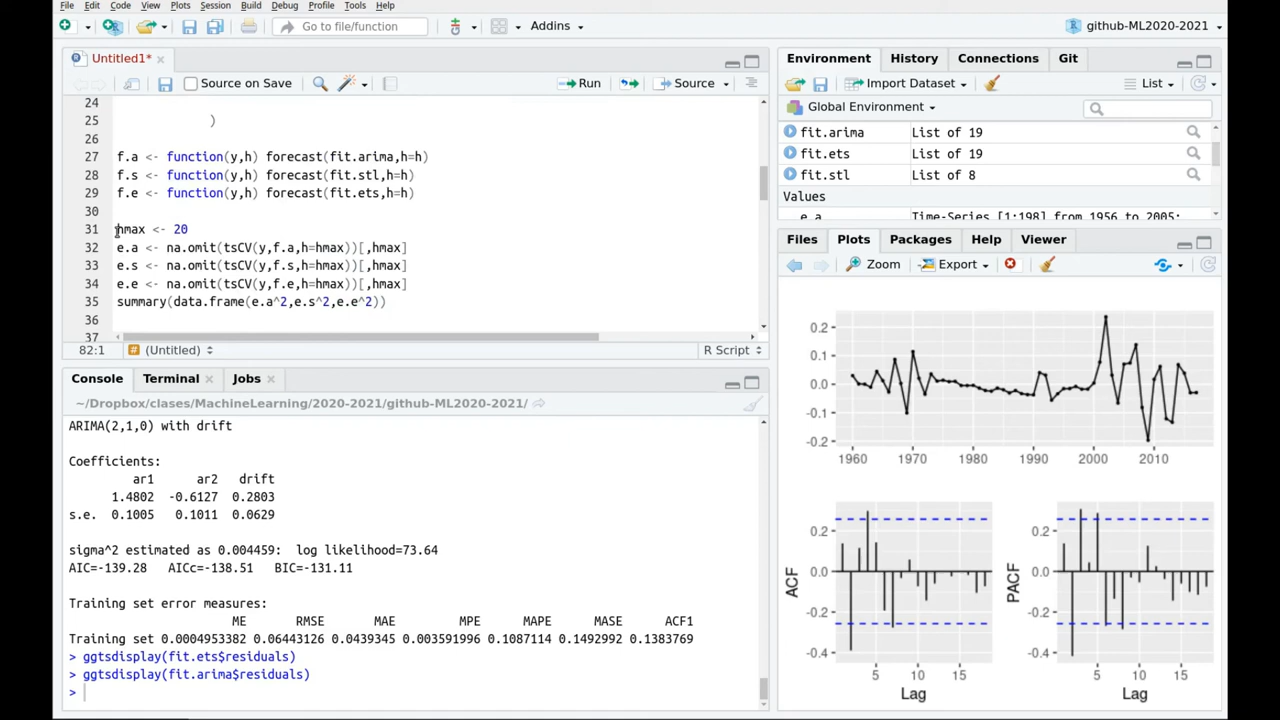 File Edit Code View Plots Session Build Debug Profile Tools Help
Go to file/function Addins github-ML2020-2021
Untitled1*
Source on Save Run Source
24
25 )
26
27 f.a <- function(y,h) forecast(fit.arima,h=h)
28 f.s <- function(y,h) forecast(fit.stl,h=h)
29 f.e <- function(y,h) forecast(fit.ets,h=h)
30
31 hmax <- 20
32 e.a <- na.omit(tsCV(y,f.a,h=hmax))[,hmax]
33 e.s <- na.omit(tsCV(y,f.s,h=hmax))[,hmax]
34 e.e <- na.omit(tsCV(y,f.e,h=hmax))[,hmax]
35 summary(data.frame(e.a^2,e.s^2,e.e^2))
36
37
82:1 # (Untitled) R Script
Console Terminal Jobs
~/Dropbox/clases/MachineLearning/2020-2021/github-ML2020-2021/
ARIMA(2,1,0) with drift
Coefficients:
ar1 ar2 drift
1.4802 -0.6127 0.2803
s.e. 0.1005 0.1011 0.0629
sigma^2 estimated as 0.004459: log likelihood=73.64
AIC=-139.28 AICc=-138.51 BIC=-131.11
Training set error measures:
ME RMSE MAE MPE MAPE MASE ACF1
Training set 0.0004953382 0.06443126 0.0439345 0.003591996 0.1087114 0.1492992 0.1383769
> ggtsdisplay(fit.ets$residuals)
> ggtsdisplay(fit.arima$residuals)
>
Environment History Connections Git
Import Dataset List
Global Environment
fit.arima List of 19
fit.ets List of 19
fit.stl List of 8
Values
e.a Time-Series [1:198] from 1956 to 2005:
Files Plots Packages Help Viewer
Zoom Export
0.2
0.1
0.0
-0.1
-0.2
1960 1970 1980 1990 2000 2010
ACF
0.2
0.0
-0.2
-0.4
5 10 15
Lag
PACF
0.2
0.0
-0.2
-0.4
5 10 15
Lag